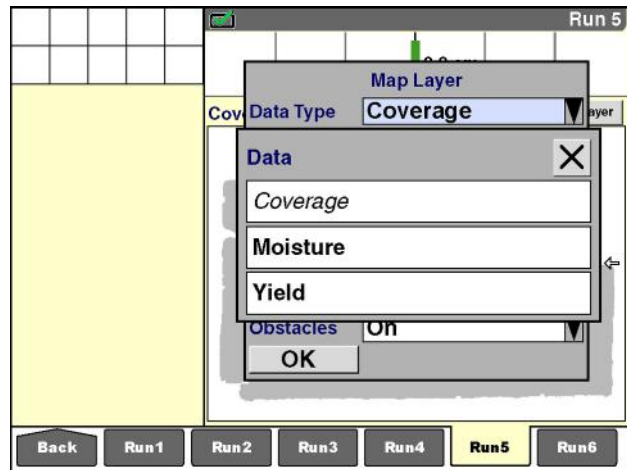 Run 5
Map Layer
Data Type Coverage
ayer
Cov
Data
Coverage
Moisture
Yield
Obstacles On
OK
Back Run1 Run2 Run3 Run4 Run5 Run6